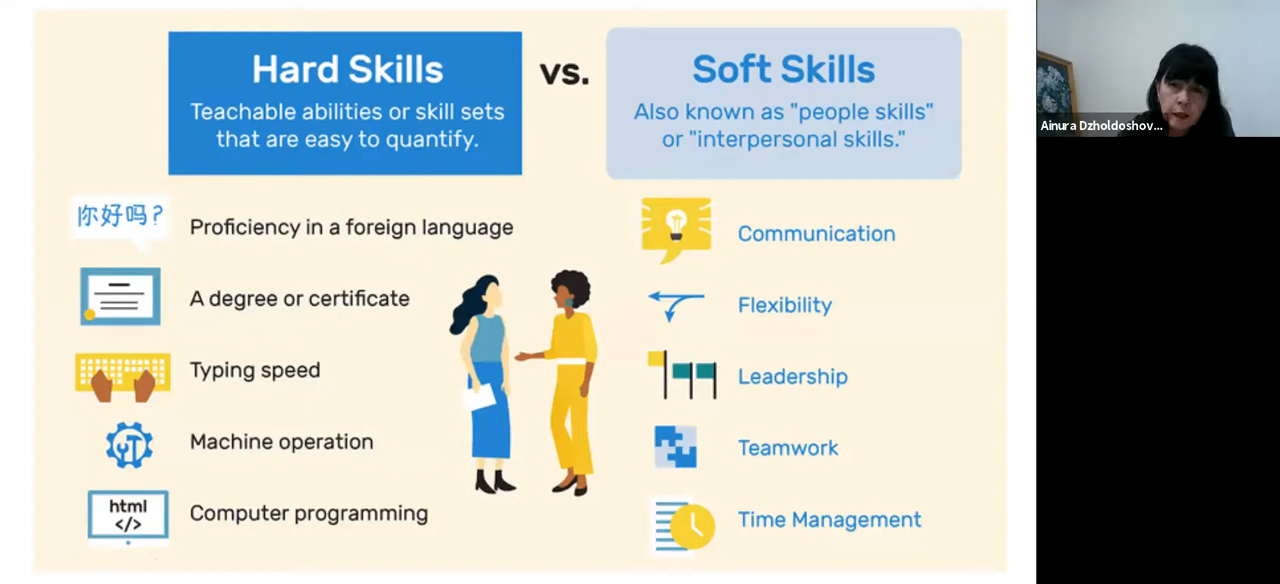 Hard Skills
Teachable abilities or skill sets
that are easy to quantify.
vs.
Soft Skills
Also known as "people skills"
or "interpersonal skills."
你好吗?
Proficiency in a foreign language
A degree or certificate
Typing speed
Machine operation
html
</>
Computer programming
Communication
Flexibility
Leadership
Teamwork
Time Management
Ainura Dzholdoshov...